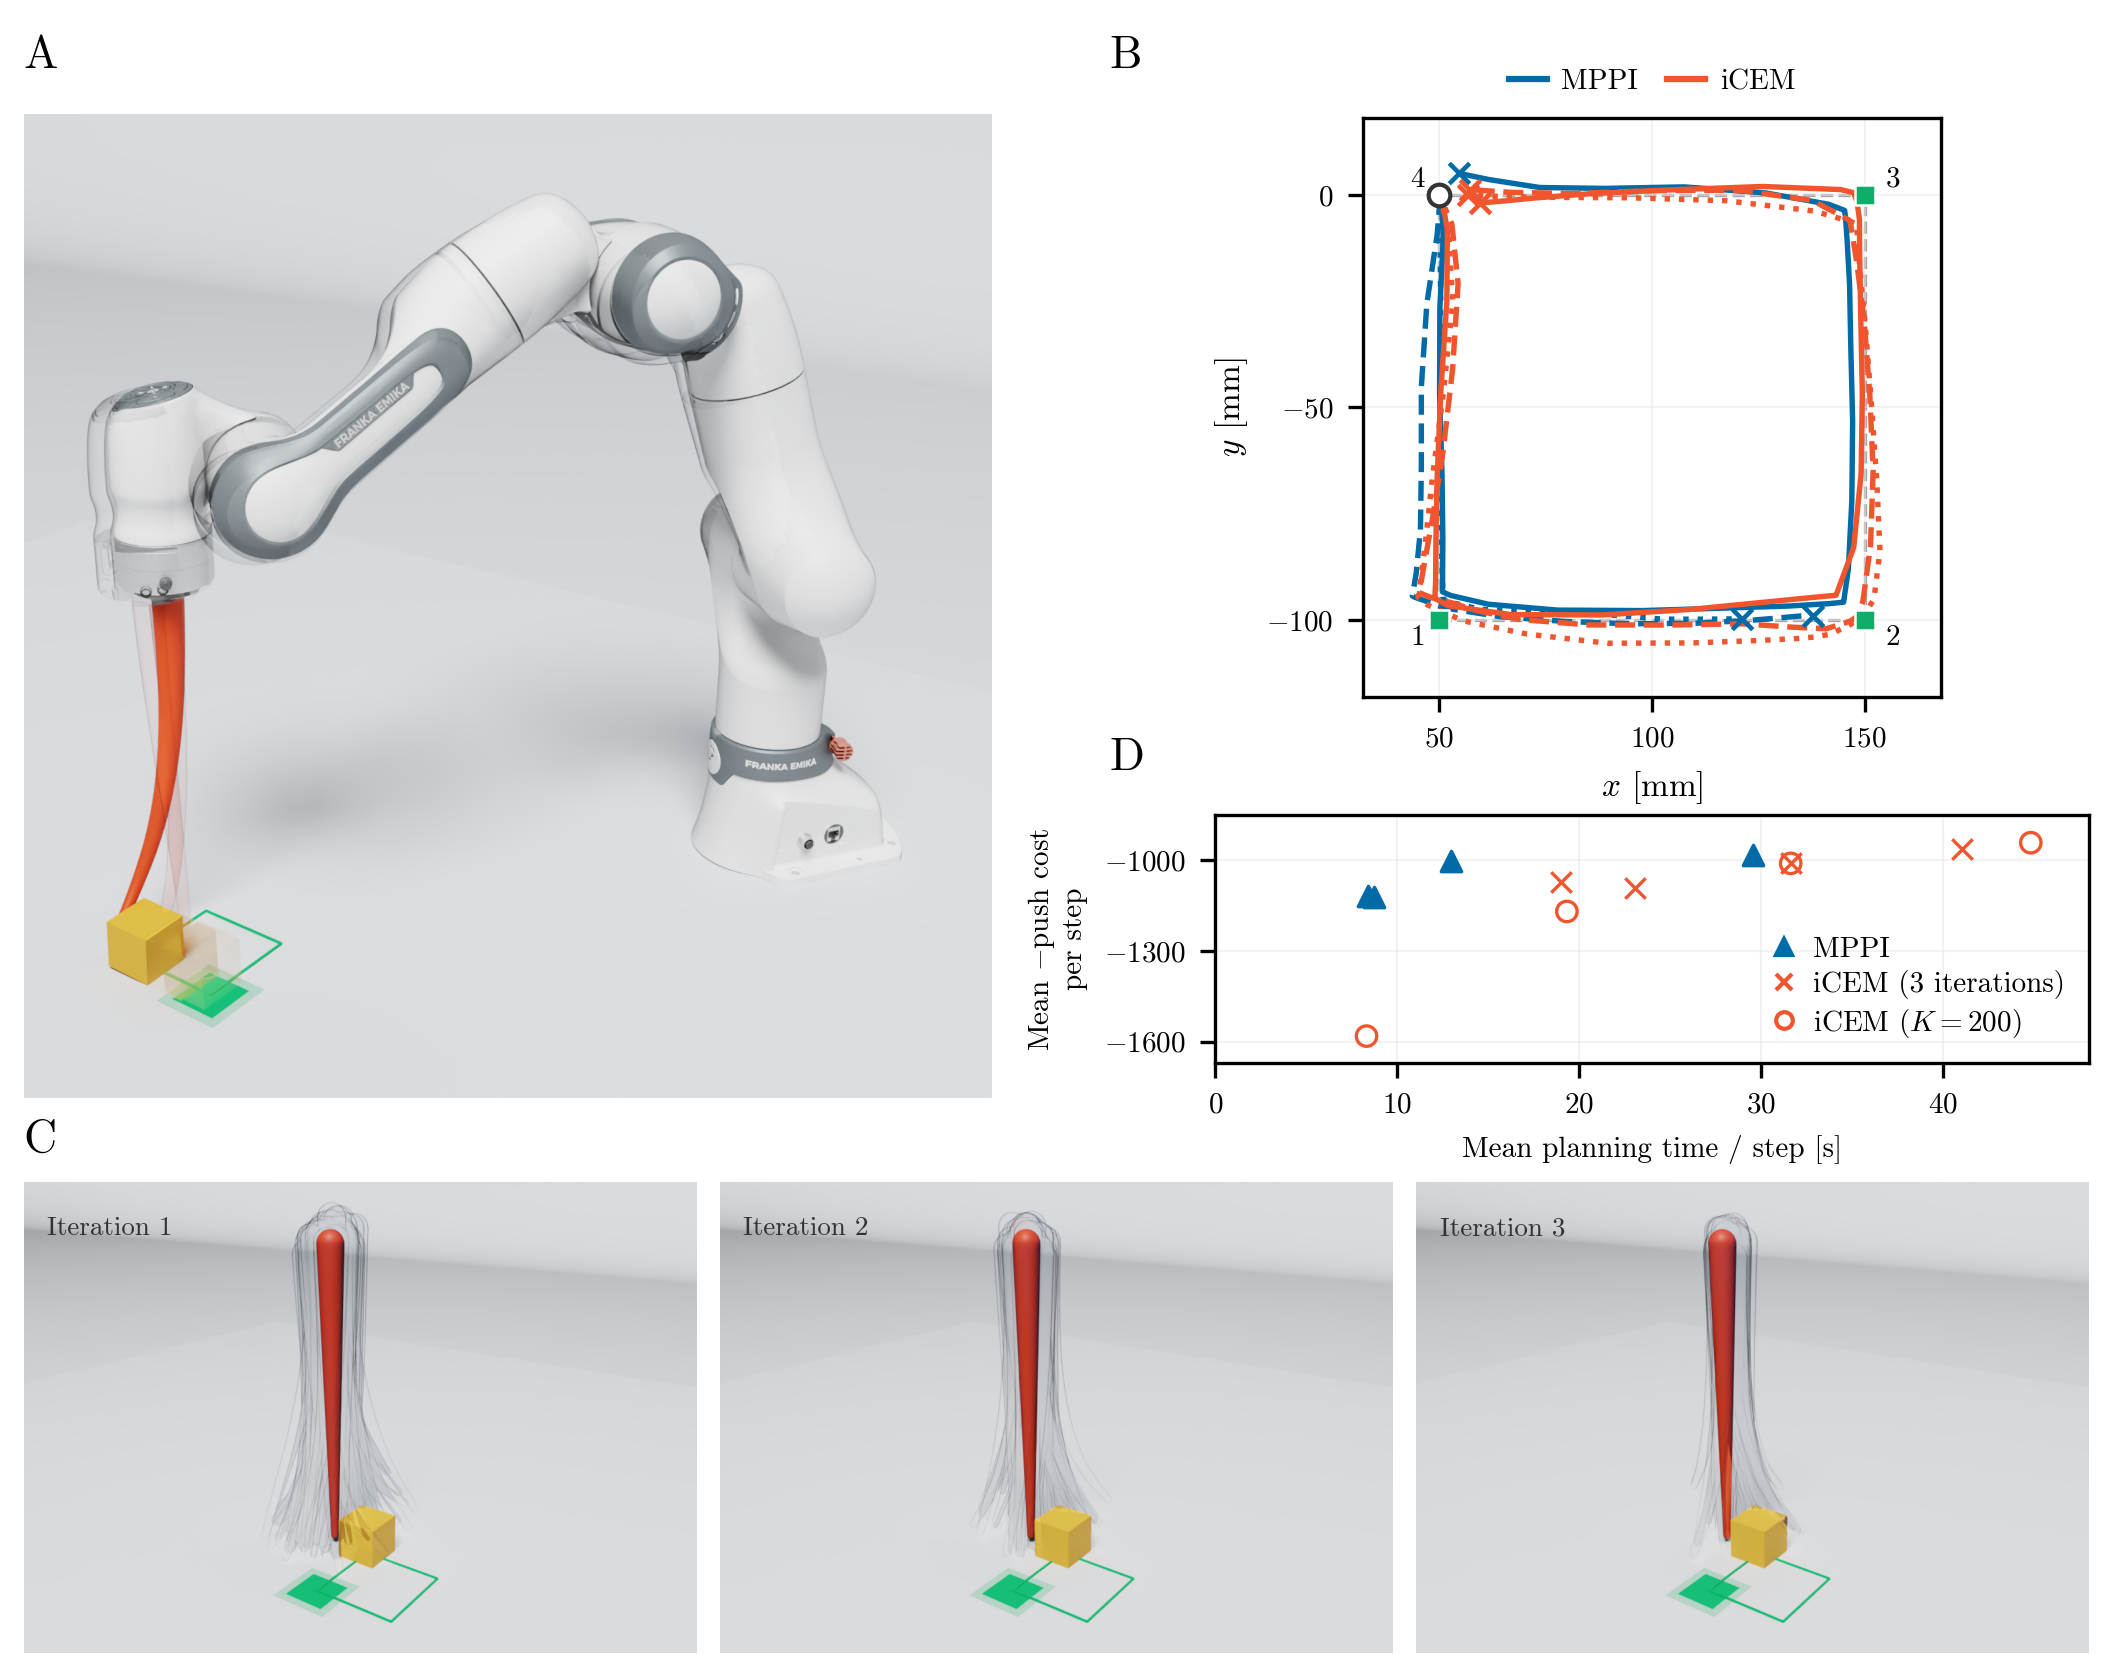 A
FRANKA EMIKA
FRANKA EMIKA
B
MPPI iCEM
4 3
1 2
0
−50
−100
y [mm]
50 100 150
x [mm]
D
Mean −push cost
per step
−1000
−1300
−1600
MPPI
iCEM (3 iterations)
iCEM (K = 200)
0 10 20 30 40
Mean planning time / step [s]
C
Iteration 1
Iteration 2
Iteration 3